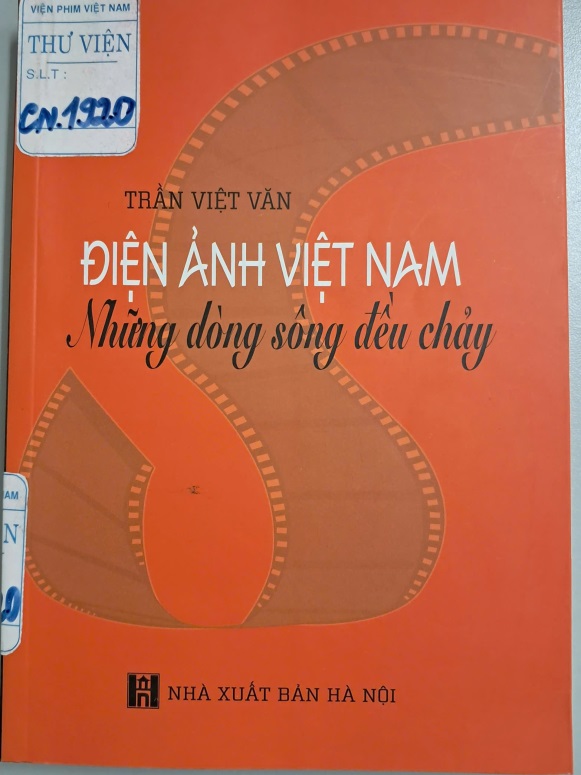 VIỆN PHIM VIỆT NAM
THƯ VIỆN
S.L.T :
CN.1920
TRẦN VIỆT VĂN
ĐIỆN ẢNH VIỆT NAM
Những dòng sông đều chảy
AM
N
NHÀ XUẤT BẢN HÀ NỘI